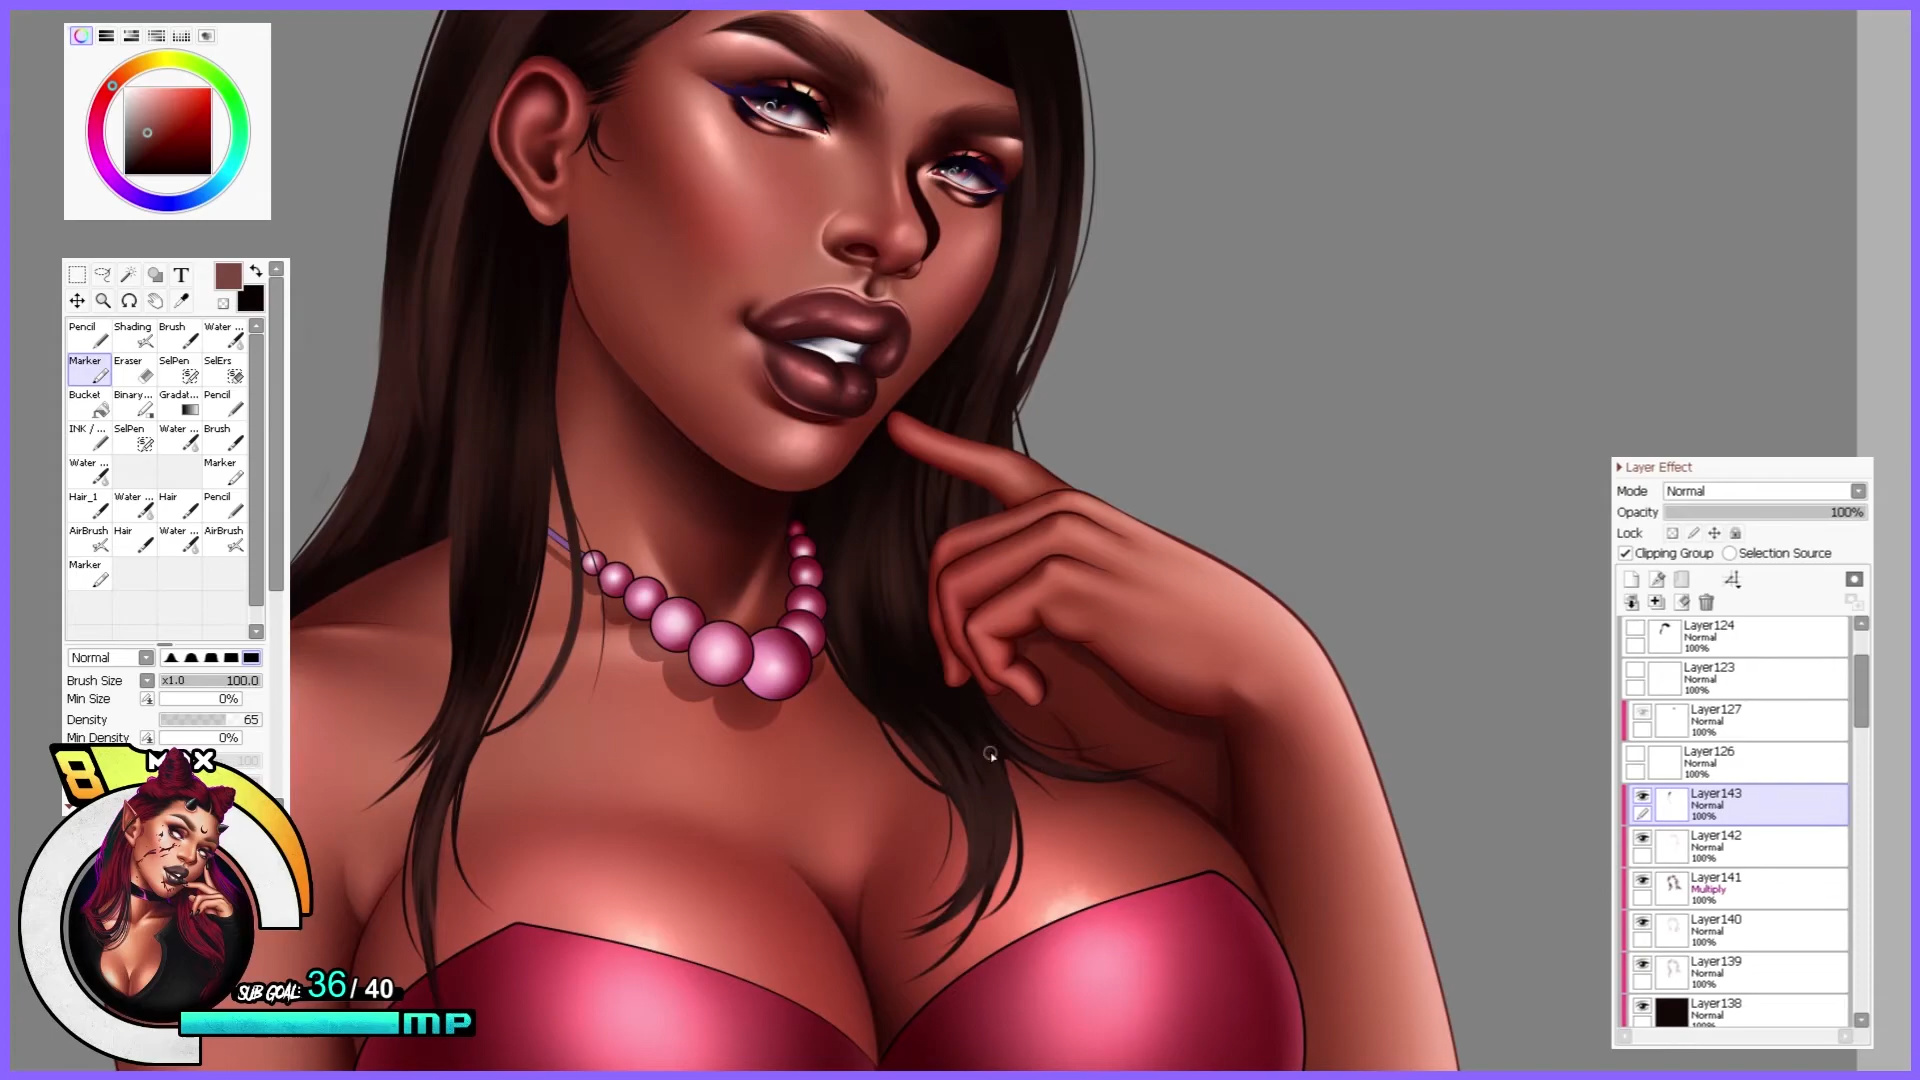 T
Pencil Shading Brush Water ...
Marker Eraser SelPen SelErs
Bucket Binary... Gradat... Pencil
INK / ... SelPen Water ... Brush
Water ... Marker
Hair_1 Water ... Hair Pencil
AirBrush Hair Water ... AirBrush
Marker
Normal
Brush Size x1.0 100.0
Min Size 0%
Density 65
Min Density 0%
100
8 MAX
SUB GOAL: 36 / 40
MP
Layer Effect
Mode Normal
Opacity 100%
Lock
Clipping Group Selection Source
Layer124
Normal
100%
Layer123
Normal
100%
Layer127
Normal
100%
Layer126
Normal
100%
Layer143
Normal
100%
Layer142
Normal
100%
Layer141
Multiply
100%
Layer140
Normal
100%
Layer139
Normal
100%
Layer138
Normal
100%